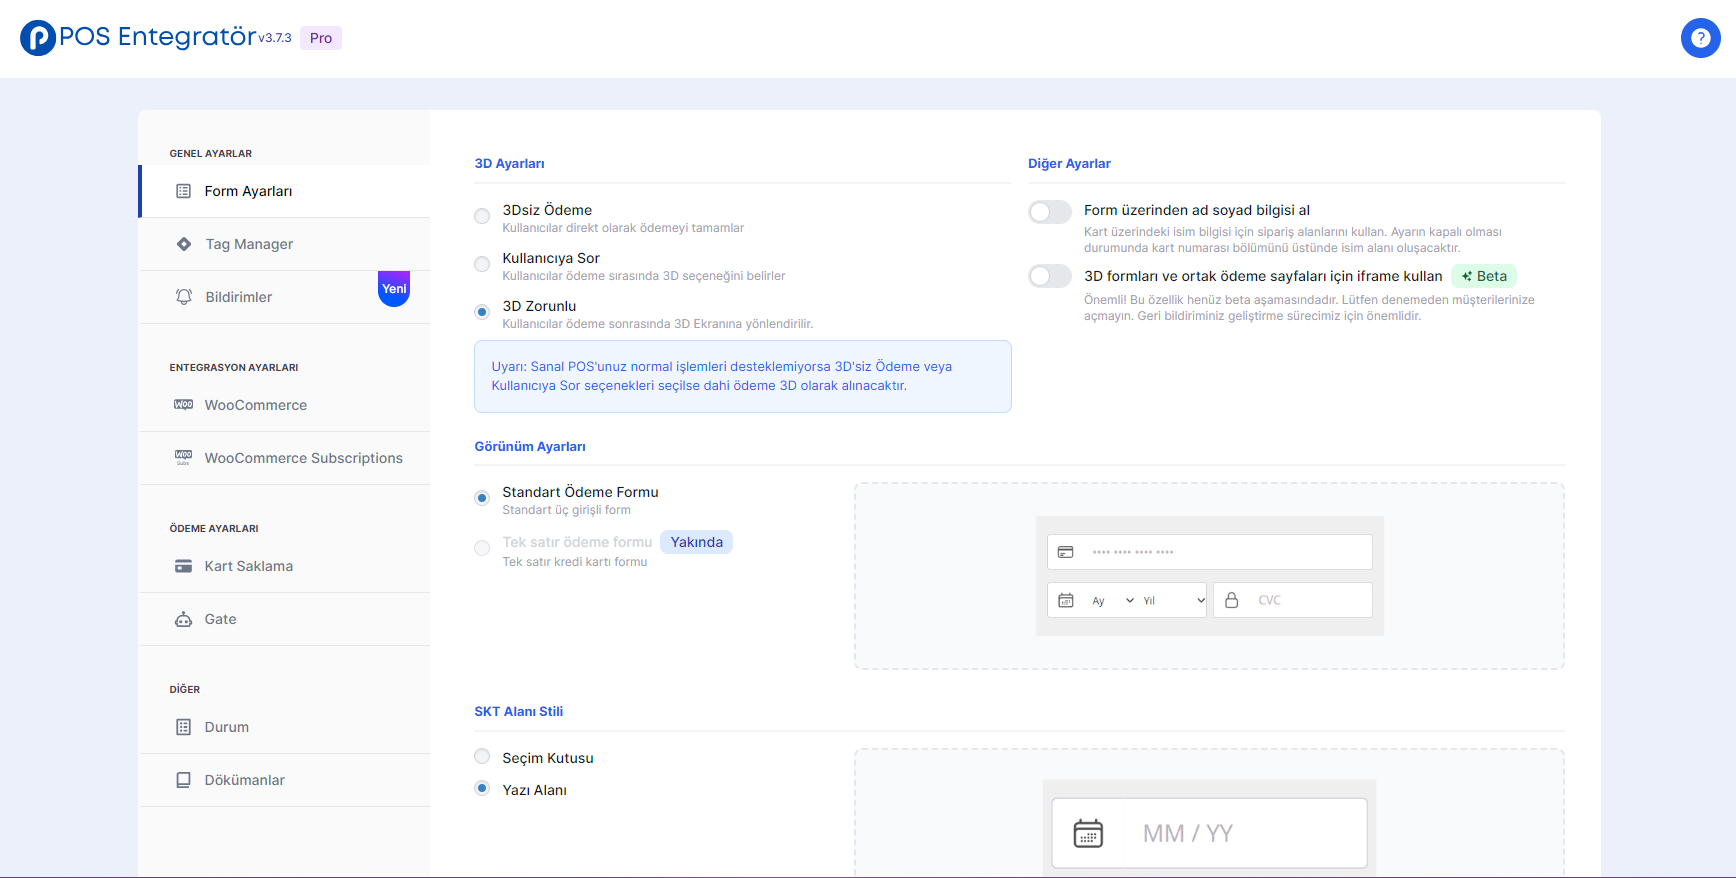 POS Entegratör v3.7.3 Pro
?
GENEL AYARLAR
Form Ayarları
Tag Manager
Bildirimler
Yeni
ENTEGRASYON AYARLARI
WooCommerce
WooCommerce Subscriptions
ÖDEME AYARLARI
Kart Saklama
Gate
DİĞER
Durum
Dökümanlar
3D Ayarları
3Dsiz Ödeme
Kullanıcılar direkt olarak ödemeyi tamamlar
Kullanıcıya Sor
Kullanıcılar ödeme sırasında 3D seçeneğini belirler
3D Zorunlu
Kullanıcılar ödeme sonrasında 3D Ekranına yönlendirilir.
Uyarı: Sanal POS'unuz normal işlemleri desteklemiyorsa 3D'siz Ödeme veya
Kullanıcıya Sor seçenekleri seçilse dahi ödeme 3D olarak alınacaktır.
Diğer Ayarlar
Form üzerinden ad soyad bilgisi al
Kart üzerindeki isim bilgisi için sipariş alanlarını kullan. Ayarın kapalı olması
durumunda kart numarası bölümünü üstünde isim alanı oluşacaktır.
3D formları ve ortak ödeme sayfaları için iframe kullan Beta
Önemli! Bu özellik henüz beta aşamasındadır. Lütfen denemeden müşterilerinize
açmayın. Geri bildiriminiz geliştirme sürecimiz için önemlidir.
Görünüm Ayarları
Standart Ödeme Formu
Standart üç girişli form
Tek satır ödeme formu Yakında
Tek satır kredi kartı formu
•••• •••• •••• ••••
Ay Yıl CVC
SKT Alanı Stili
Seçim Kutusu
Yazı Alanı
MM / YY